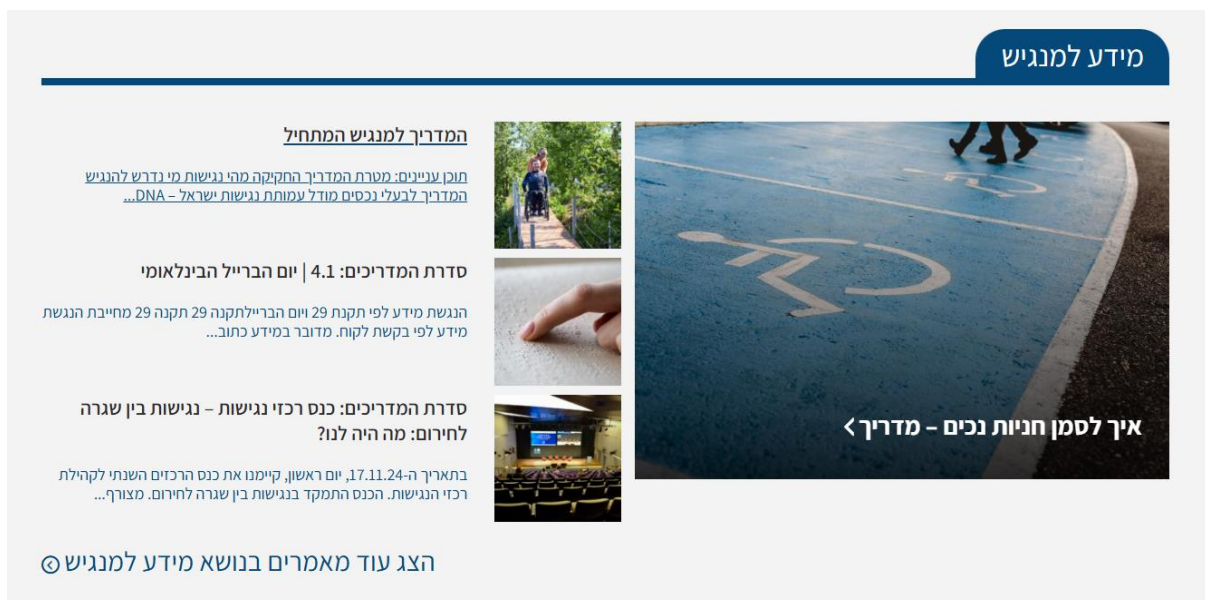 מידע למנגיש
איך לסמן חניות נכים – מדריך
המדריך למנגיש המתחיל
תוכן עניינים: מטרת המדריך החקיקה מהי נגישות מי נדרש להנגיש
המדריך לבעלי נכסים מודל עמותת נגישות ישראל – DNA...
סדרת המדריכים: 4.1 | יום הברייל הבינלאומי
הנגשת מידע לפי תקנת 29 ויום הבריילתקנה 29 תקנה 29 מחייבת הנגשת
מידע לפי בקשת לקוח. מדובר במידע כתוב...
סדרת המדריכים: כנס רכזי נגישות – נגישות בין שגרה
לחירום: מה היה לנו?
בתאריך ה-17.11.24, יום ראשון, קיימנו את כנס הרכזים השנתי לקהילת
רכזי הנגישות. הכנס התמקד בנגישות בין שגרה לחירום. מצורף...
הצג עוד מאמרים בנושא מידע למנגיש